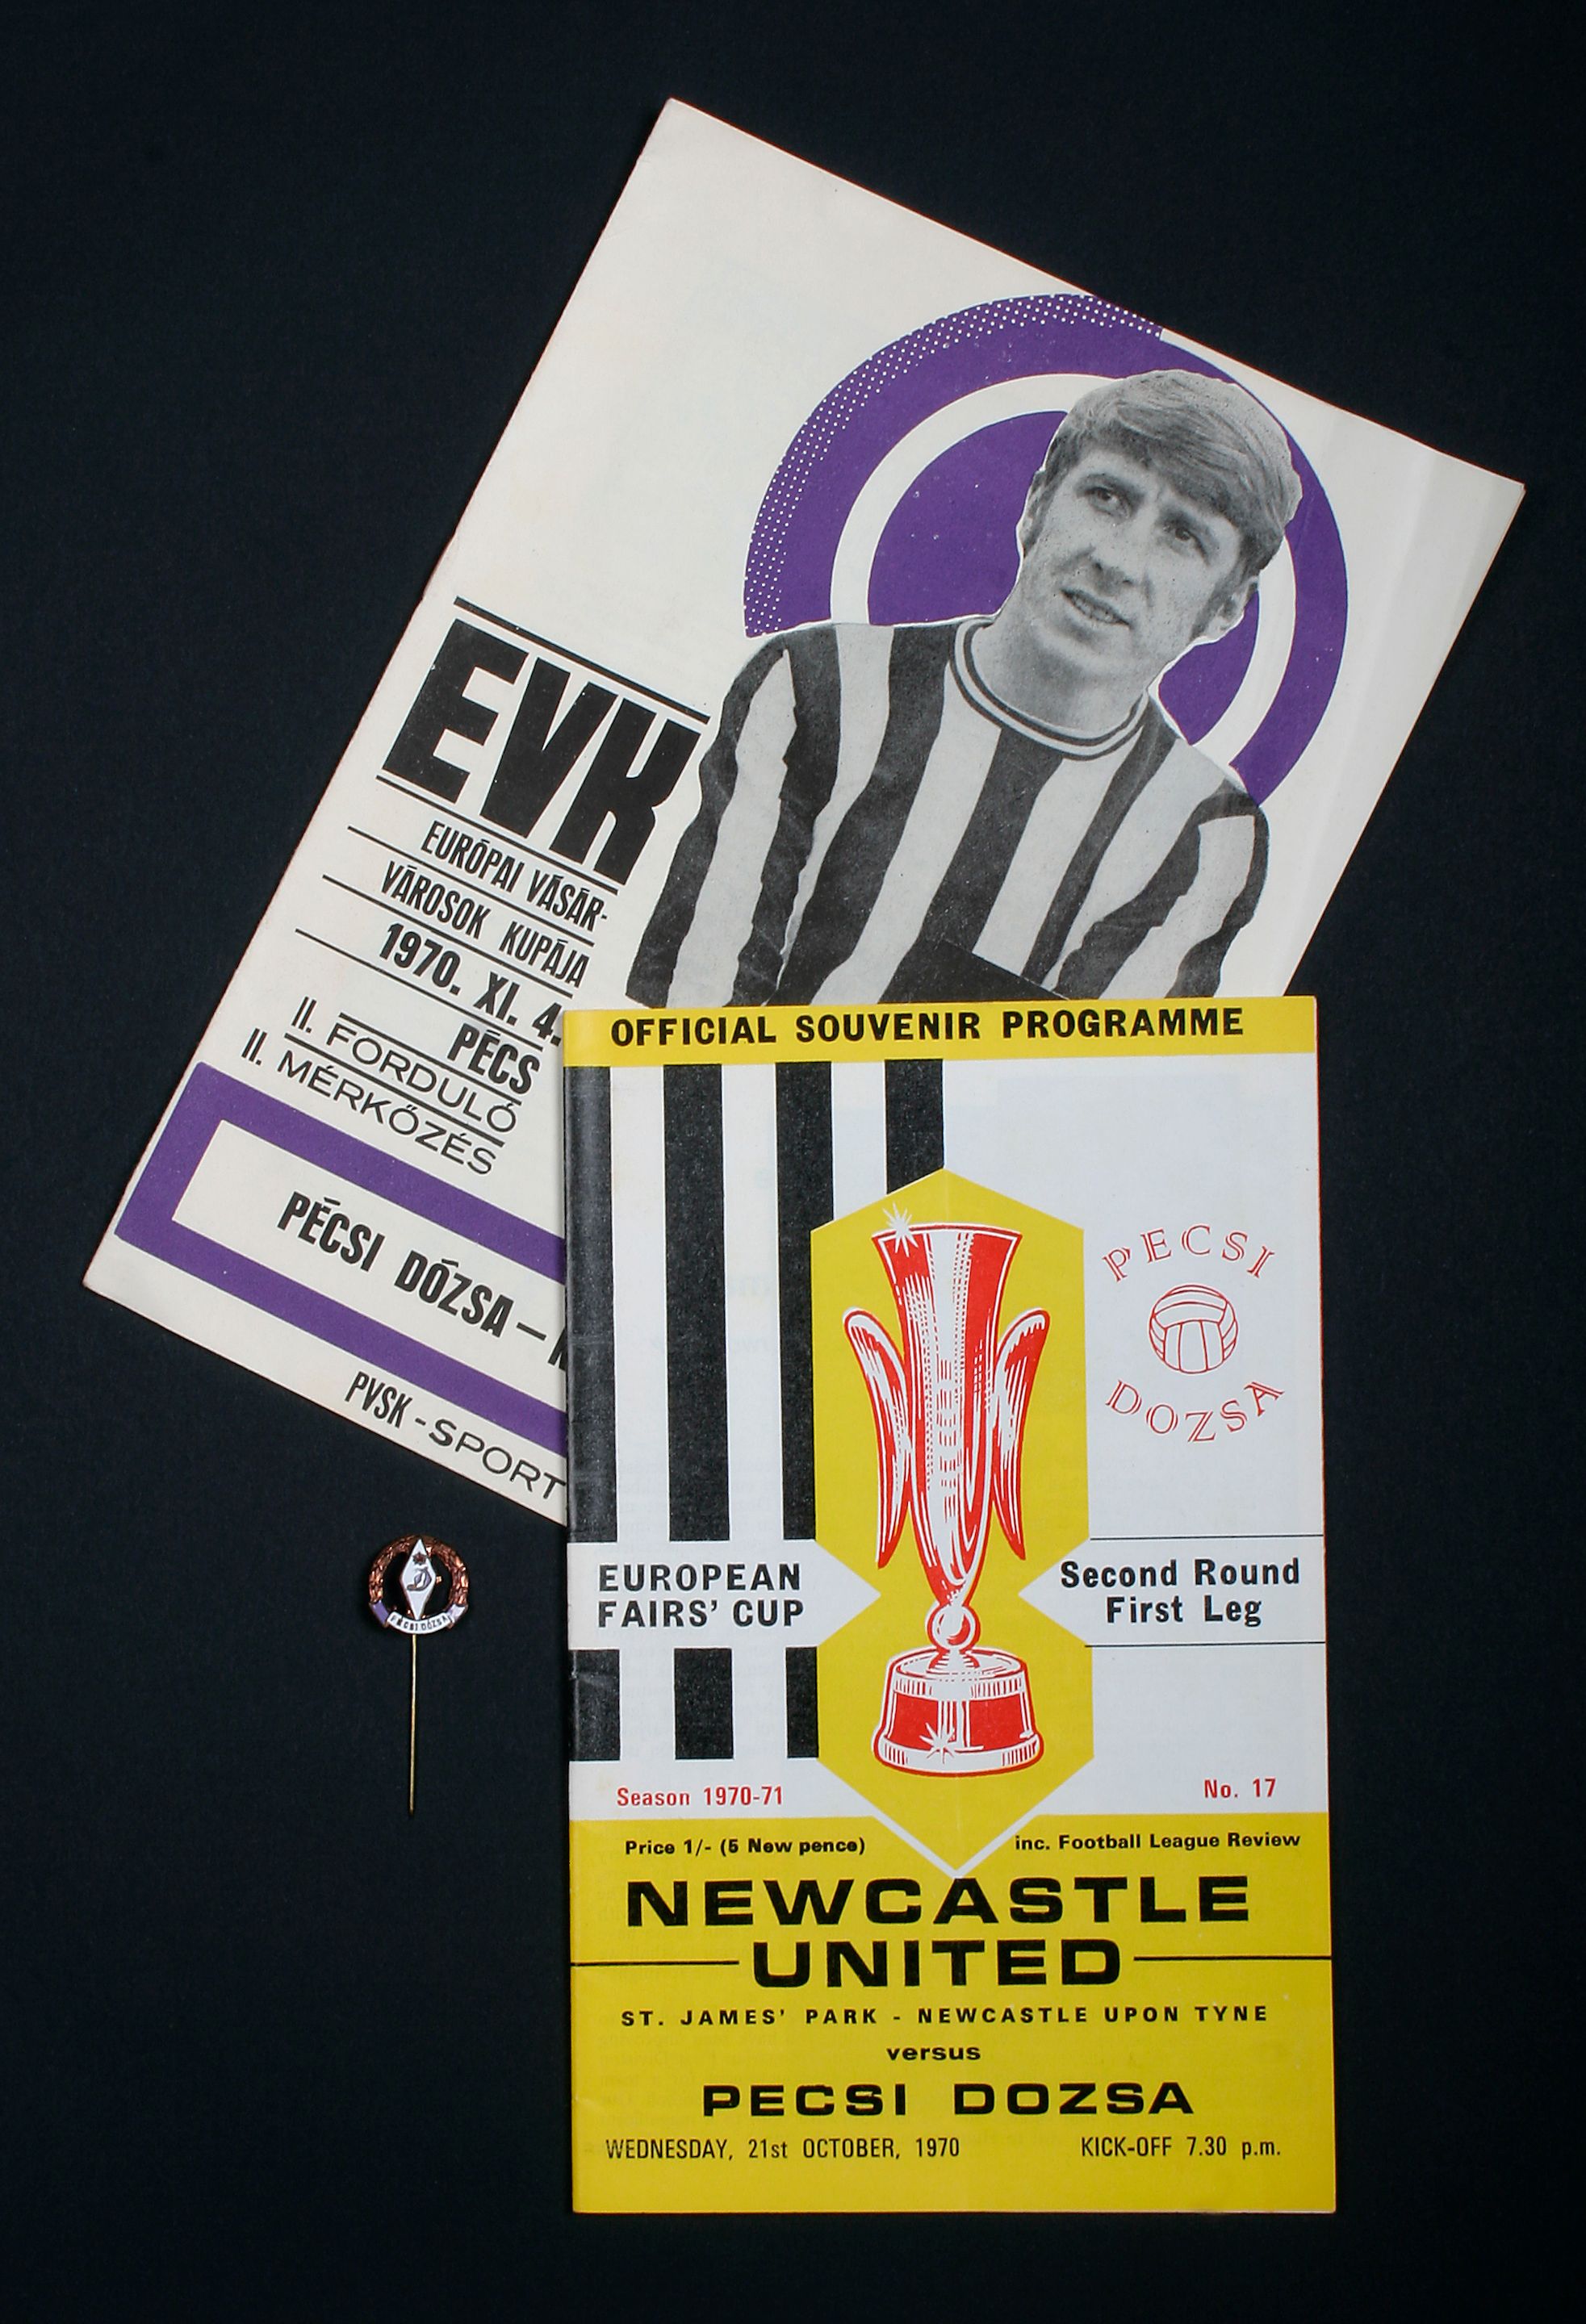 EVK
EURÓPAI VÁSÁR-
VÁROSOK KUPÁJA
1970. XI. 4.
PÉCS
II. FORDULÓ
II. MÉRKŐZÉS
PÉCSI DÓZSA –
PVSK - SPORT
OFFICIAL SOUVENIR PROGRAMME
PECSI
DOZSA
EUROPEAN
FAIRS' CUP
Second Round
First Leg
Season 1970-71
No. 17
Price 1/- (5 New pence)
inc. Football League Review
NEWCASTLE
UNITED
ST. JAMES' PARK - NEWCASTLE UPON TYNE
versus
PECSI DOZSA
WEDNESDAY, 21st OCTOBER, 1970
KICK-OFF 7.30 p.m.
PÉCSI DÓZSA